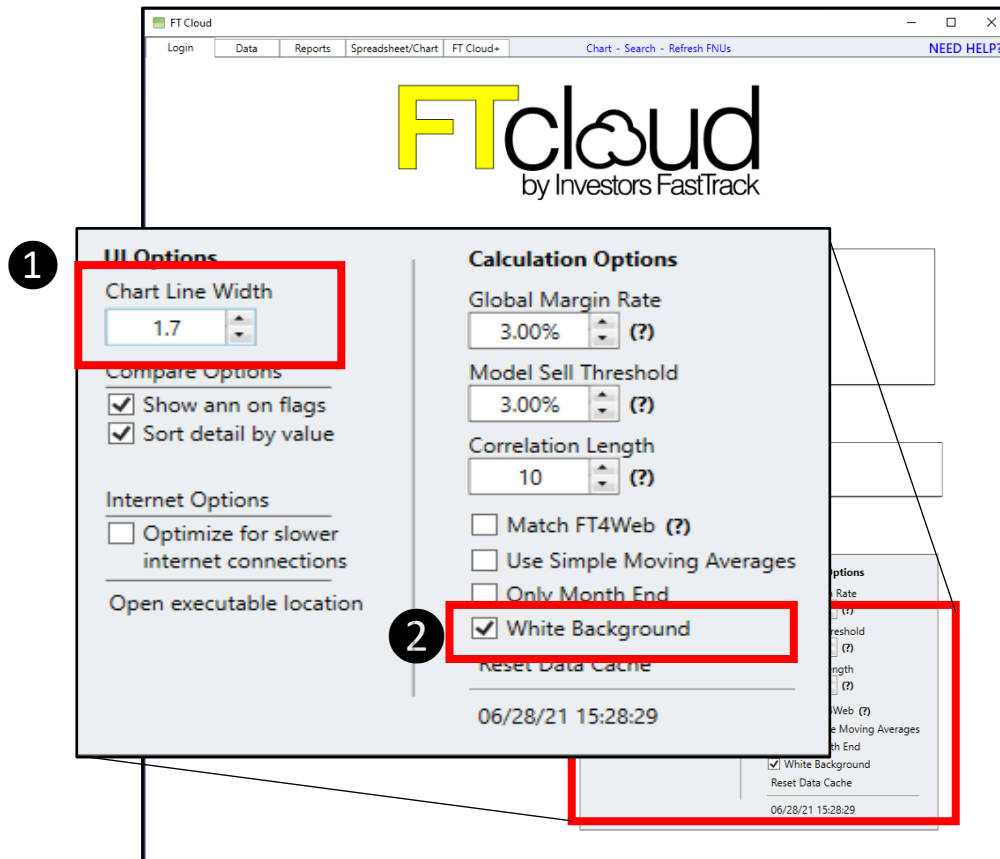 FT Cloud
Login Data Reports Spreadsheet/Chart FT Cloud+ Chart - Search - Refresh FNUs NEED HELP?
FTcloud
by Investors FastTrack
1
UI Options
Chart Line Width
1.7
Compare Options
Show ann on flags
Sort detail by value
Internet Options
Optimize for slower
internet connections
Open executable location
Calculation Options
Global Margin Rate
3.00% (?)
Model Sell Threshold
3.00% (?)
Correlation Length
10 (?)
Match FT4Web (?)
Use Simple Moving Averages
Only Month End
2
White Background
Reset Data Cache
06/28/21 15:28:29
ptions
Rate
(?)
reshold
(?)
ngth
(?)
Web (?)
e Moving Averages
th End
White Background
Reset Data Cache
06/28/21 15:28:29